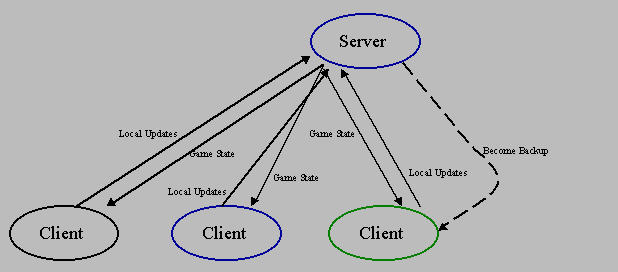 Server
Local Updates
Game State
Become Backup
Game State
Local Updates
Game State
Local Updates
Client
Client
Client